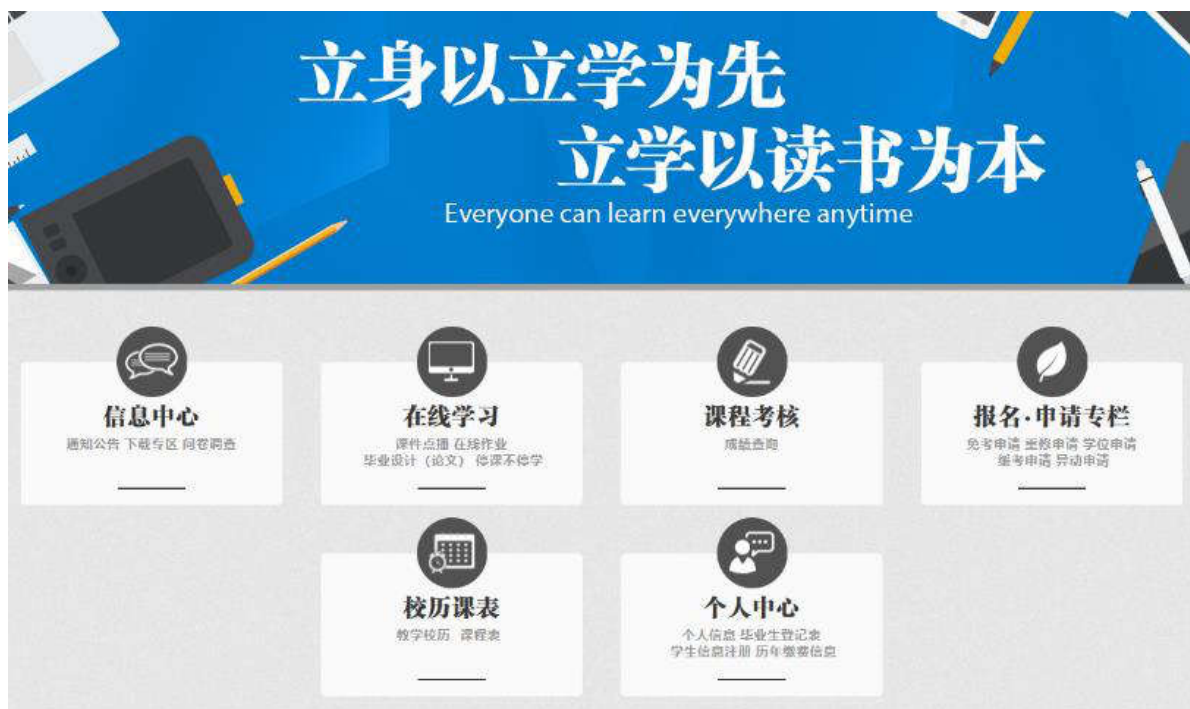 立身以立学为先
立学以读书为本
Everyone can learn everywhere anytime
信息中心
通知公告 下载专区 问卷调查
在线学习
课件点播 在线作业
毕业设计（论文） 停课不停学
课程考核
成绩查询
报名·申请专栏
免考申请 重修申请 学位申请
缓考申请 异动申请
校历课表
教学校历 课程表
个人中心
个人信息 毕业生登记表
学生信息注册 历年缴费信息